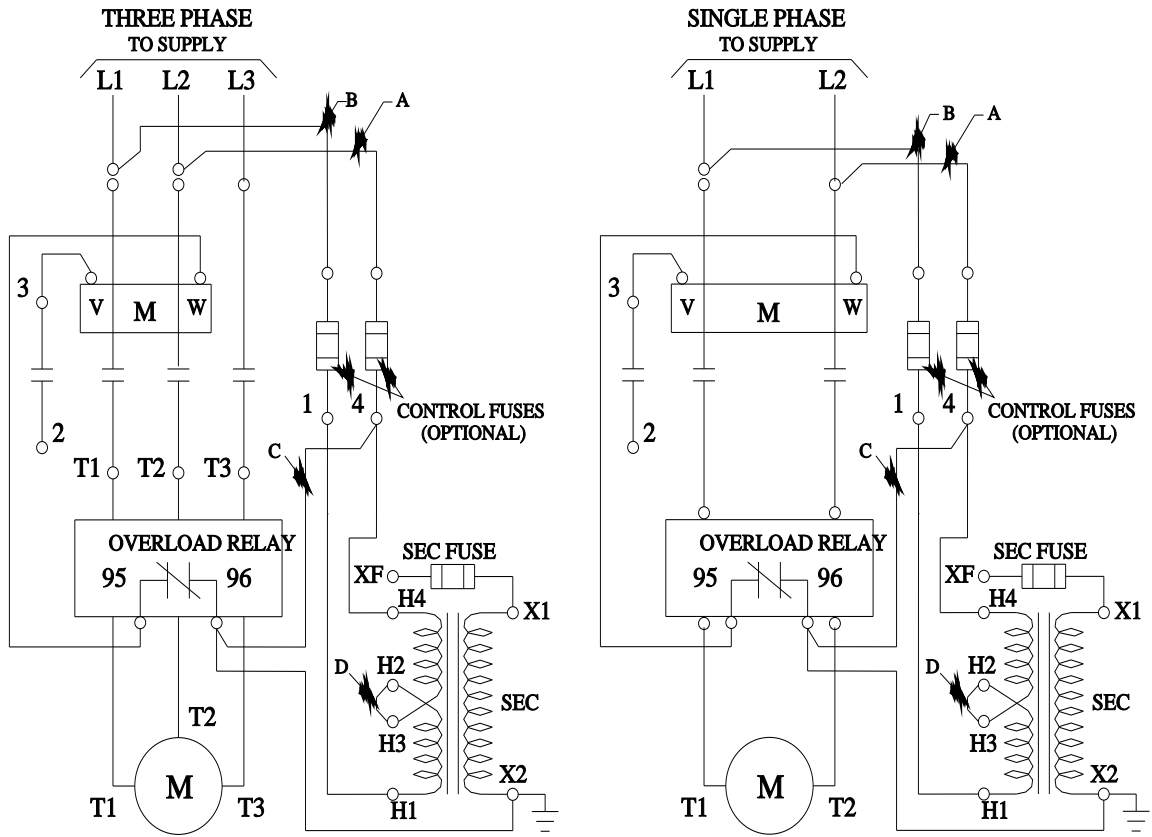 THREE PHASE
TO SUPPLY
L1 L2 L3
B
A
3
V M W
1 4
CONTROL FUSES
(OPTIONAL)
2
C
T1 T2 T3
OVERLOAD RELAY
95 96
SEC FUSE
XF
H4
X1
D
H2
SEC
H3
T2
M
T1 T3
X2
H1
SINGLE PHASE
TO SUPPLY
L1 L2
B
A
3
V M W
1 4
CONTROL FUSES
(OPTIONAL)
2
C
OVERLOAD RELAY
95 96
SEC FUSE
XF
H4
X1
D
H2
SEC
H3
M
T1 T2
X2
H1